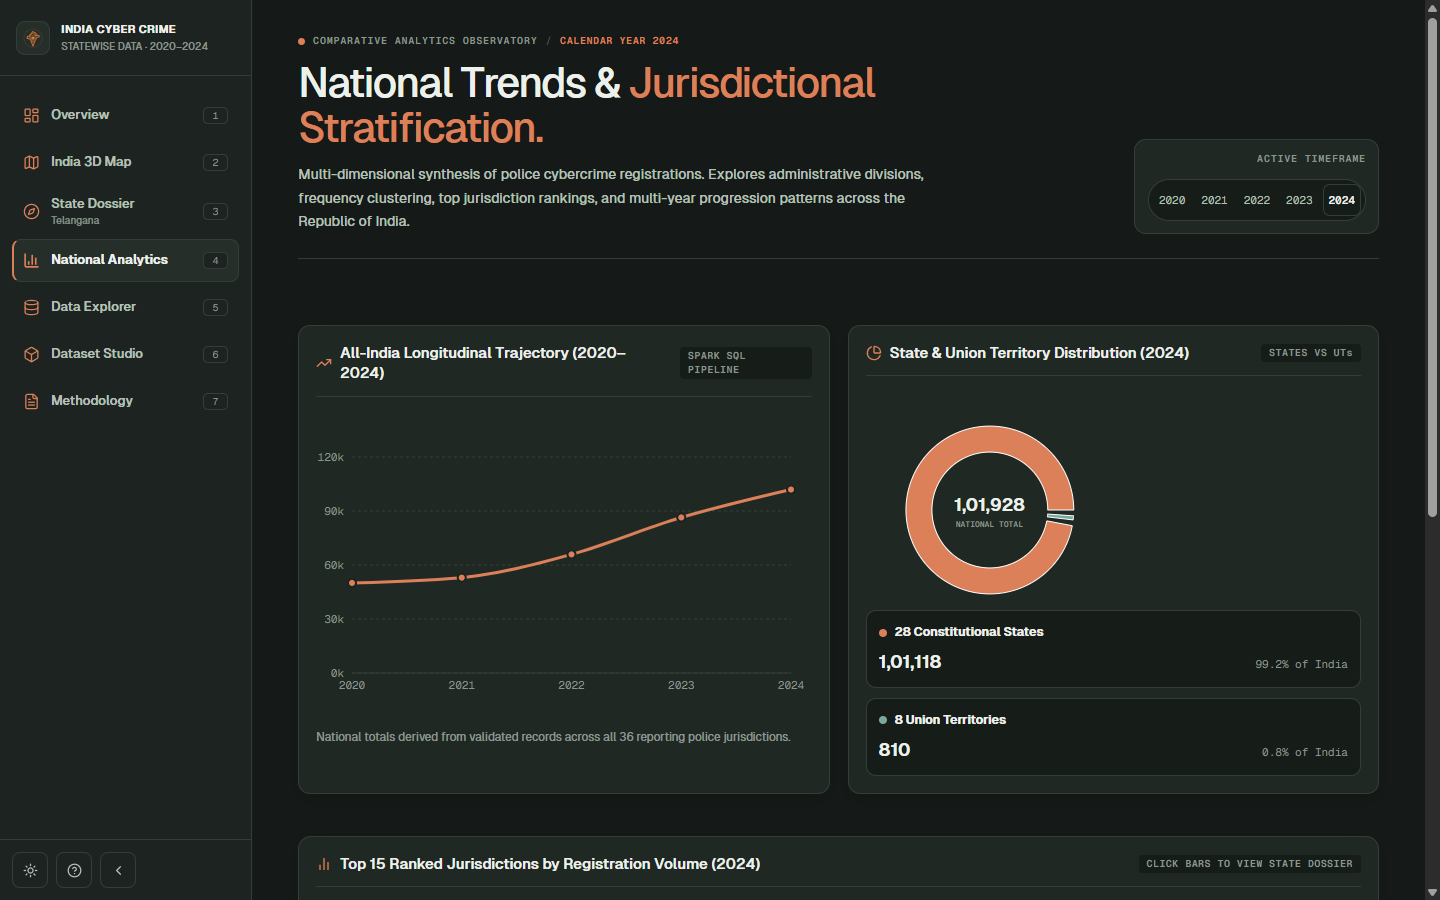 INDIA CYBER CRIME
STATEWISE DATA · 2020–2024
Overview 1
India 3D Map 2
State Dossier 3
Telangana
National Analytics 4
Data Explorer 5
Dataset Studio 6
Methodology 7
COMPARATIVE ANALYTICS OBSERVATORY / CALENDAR YEAR 2024
National Trends & Jurisdictional
Stratification.
Multi-dimensional synthesis of police cybercrime registrations. Explores administrative divisions,
frequency clustering, top jurisdiction rankings, and multi-year progression patterns across the
Republic of India.
ACTIVE TIMEFRAME
2020 2021 2022 2023 2024
All-India Longitudinal Trajectory (2020–
2024)
SPARK SQL
PIPELINE
120k
90k
60k
30k
0k
2020 2021 2022 2023 2024
National totals derived from validated records across all 36 reporting police jurisdictions.
State & Union Territory Distribution (2024)
STATES VS UTs
1,01,928
NATIONAL TOTAL
28 Constitutional States
1,01,118 99.2% of India
8 Union Territories
810 0.8% of India
Top 15 Ranked Jurisdictions by Registration Volume (2024)
CLICK BARS TO VIEW STATE DOSSIER